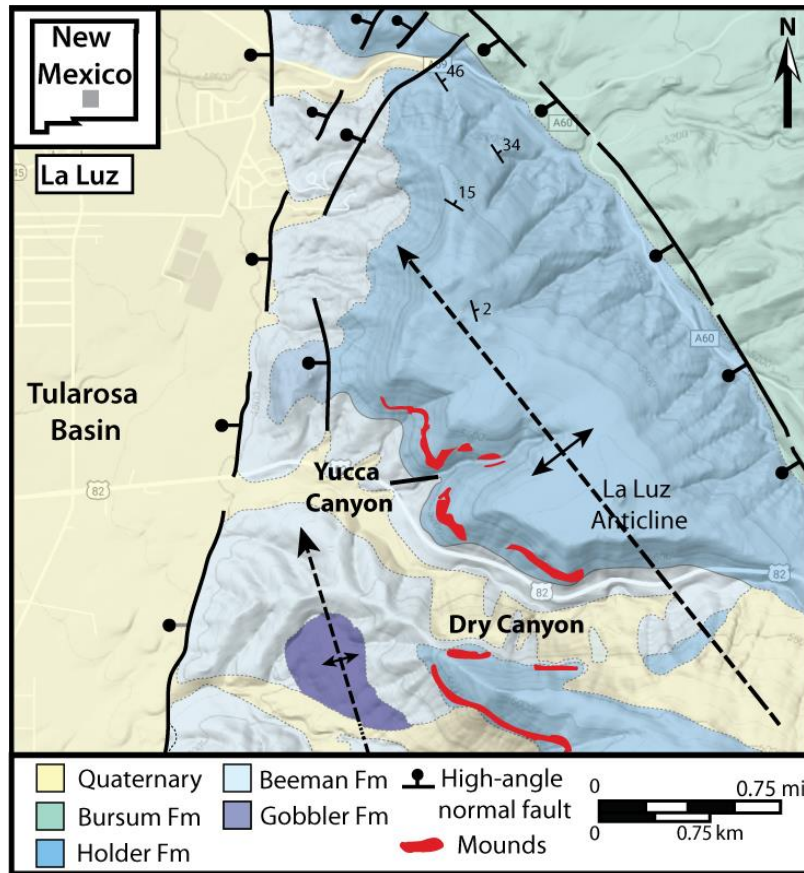 New
Mexico
N
La Luz
46
34
15
2
A60
A60
Tularosa
Basin
82
Yucca
Canyon
La Luz
Anticline
82
82
Dry Canyon
Quaternary
Bursum Fm
Holder Fm
Beeman Fm
Gobbler Fm
High-angle
normal fault
Mounds
0 0.75 mi
0 0.75 km